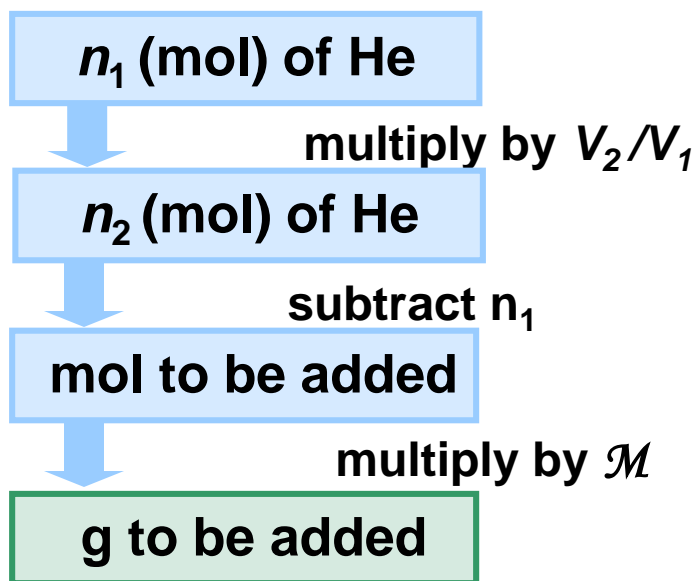 n₁ (mol) of He
multiply by V₂/V₁
n₂ (mol) of He
subtract n₁
mol to be added
multiply by ℳ
g to be added